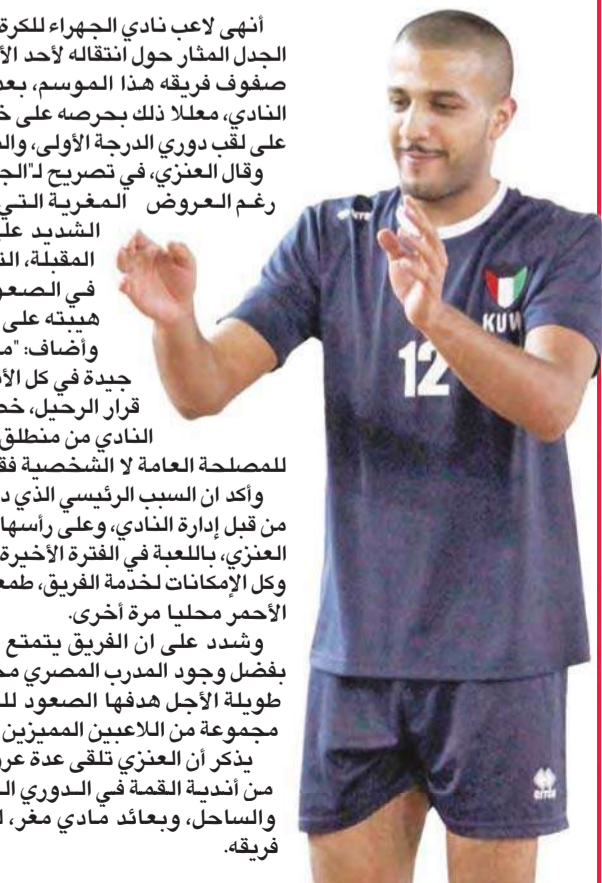 أنهى لاعب نادي الجهراء للكرة
الجدل المثار حول انتقاله لأحد الأ
صفوف فريقه هذا الموسم، بعد
النادي، معللا ذلك بحرصه على خ
على لقب دوري الدرجة الأولى، وال
وقال العنزي، في تصريح لـ"الج
رغم العروض المغرية التي
الشديد علي
المقبلة، الذ
في الصعو
هيبته على
وأضاف: "م
جيدة في كل الأ
قرار الرحيل، خص
النادي من منطلق
للمصلحة العامة لا الشخصية فق
وأكد ان السبب الرئيسي الذي د
من قبل إدارة النادي، وعلى رأسها
العنزي، باللعبة في الفترة الأخيرة
وكل الإمكانات لخدمة الفريق، طمع
الأحمر محليا مرة أخرى.
وشدد على ان الفريق يتمتع
بفضل وجود المدرب المصري مح
طويلة الأجل هدفها الصعود لل
مجموعة من اللاعبين المميزين
يذكر أن العنزي تلقى عدة عرو
من أندية القمة في الدوري ال
والساحل، وبعائد مادي مغر، ل
فريقه.
KUW
12
errea